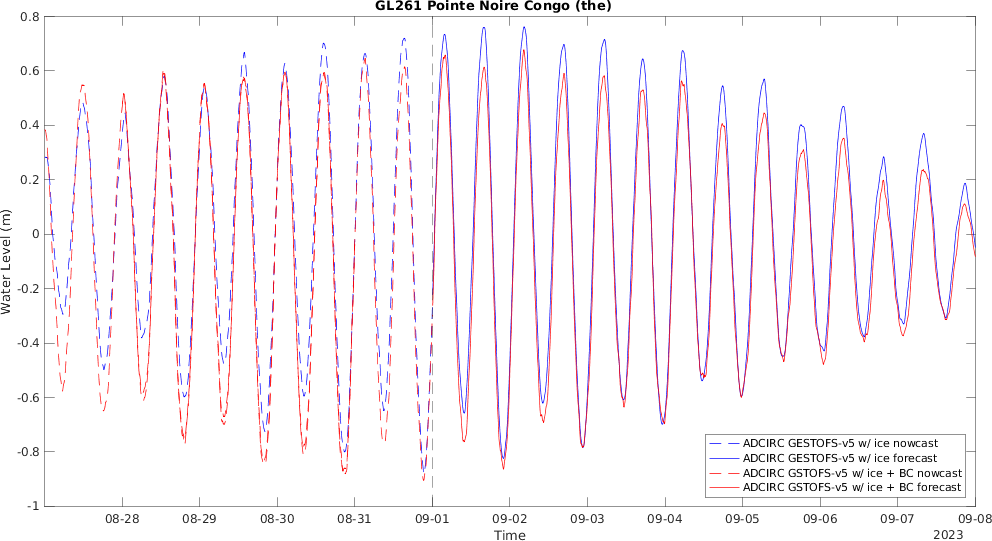 GL261 Pointe Noire Congo (the)
0.8
0.6
0.4
0.2
0
-0.2
-0.4
-0.6
-0.8
-1
Water Level (m)
ADCIRC GESTOFS-v5 w/ ice nowcast
ADCIRC GESTOFS-v5 w/ ice forecast
ADCIRC GSTOFS-v5 w/ ice + BC nowcast
ADCIRC GSTOFS-v5 w/ ice + BC forecast
08-28 08-29 08-30 08-31 09-01 09-02 09-03 09-04 09-05 09-06 09-07 09-08
Time
2023